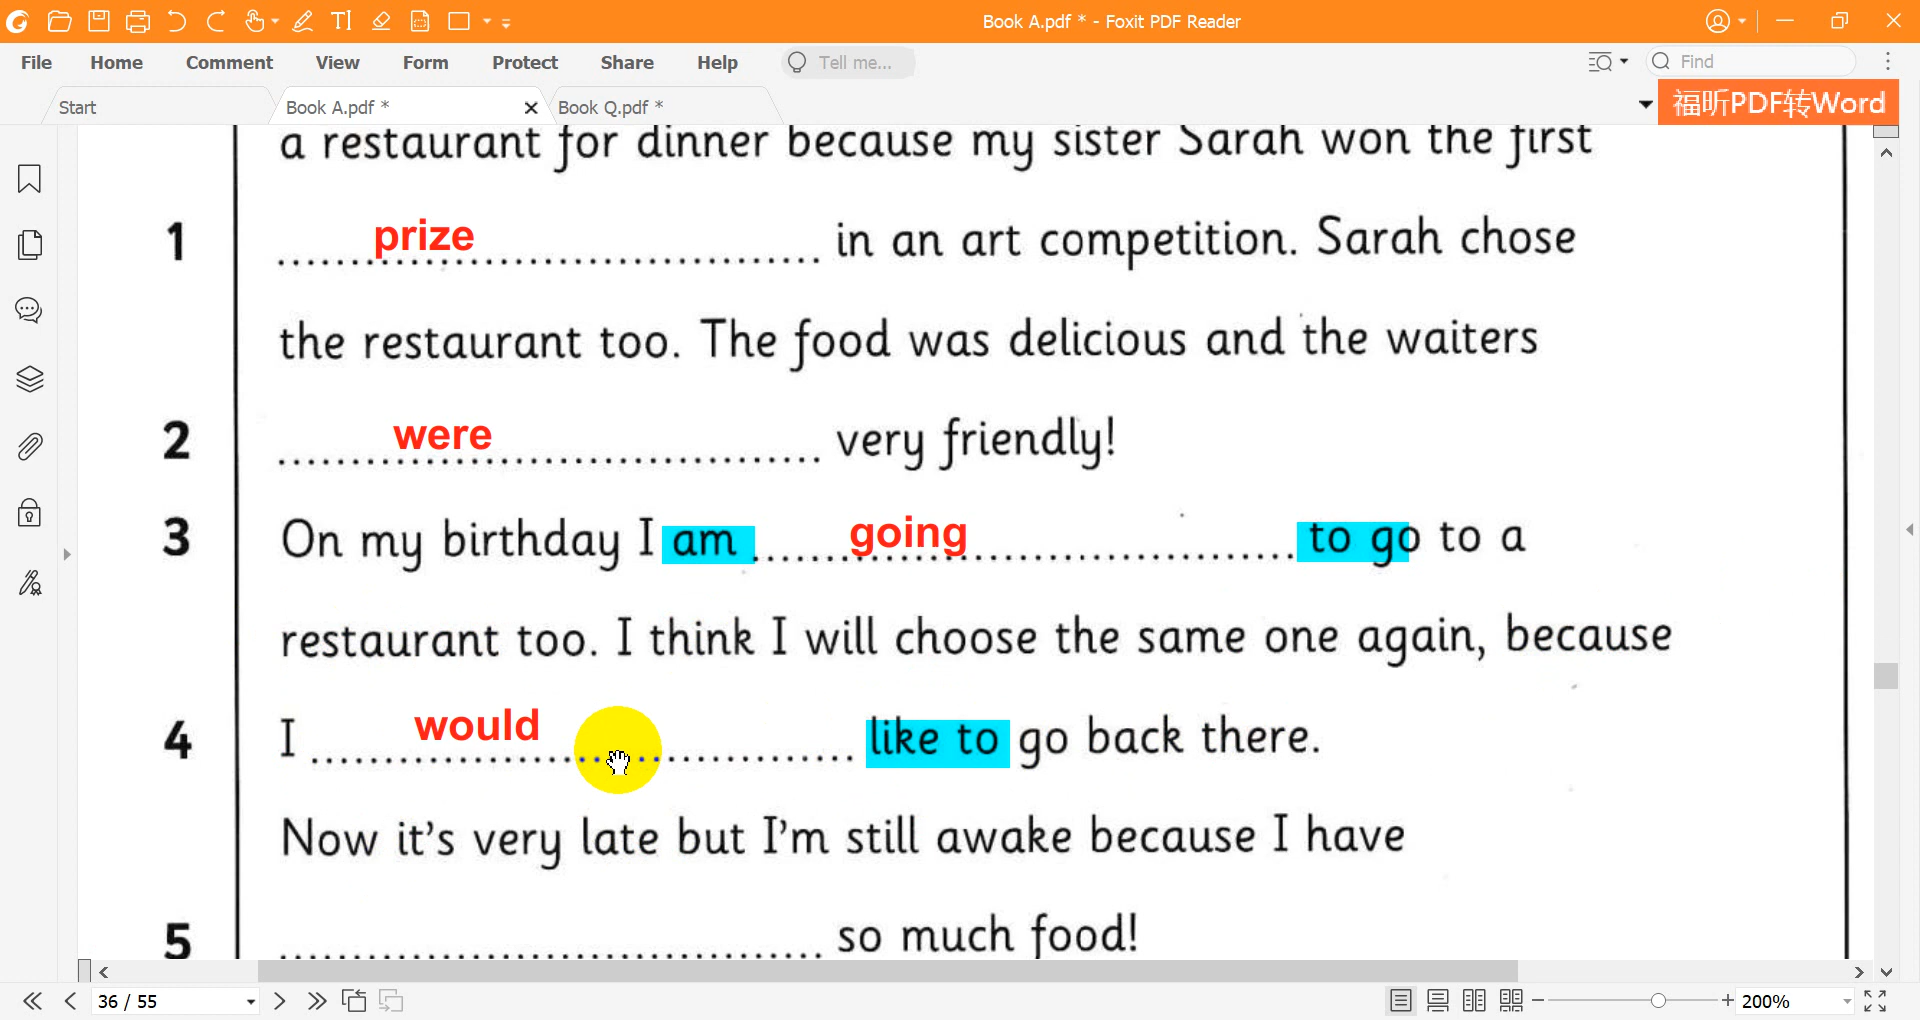 Book A.pdf * - Foxit PDF Reader
File Home Comment View Form Protect Share Help Tell me... Find
Start Book A.pdf * Book Q.pdf * 福昕PDF转Word
a restaurant for dinner because my sister Sarah won the first
1 prize in an art competition. Sarah chose
the restaurant too. The food was delicious and the waiters
2 were very friendly!
3 On my birthday I am going to go to a
restaurant too. I think I will choose the same one again, because
4 I would like to go back there.
Now it's very late but I'm still awake because I have
5 so much food!
36 / 55 200%